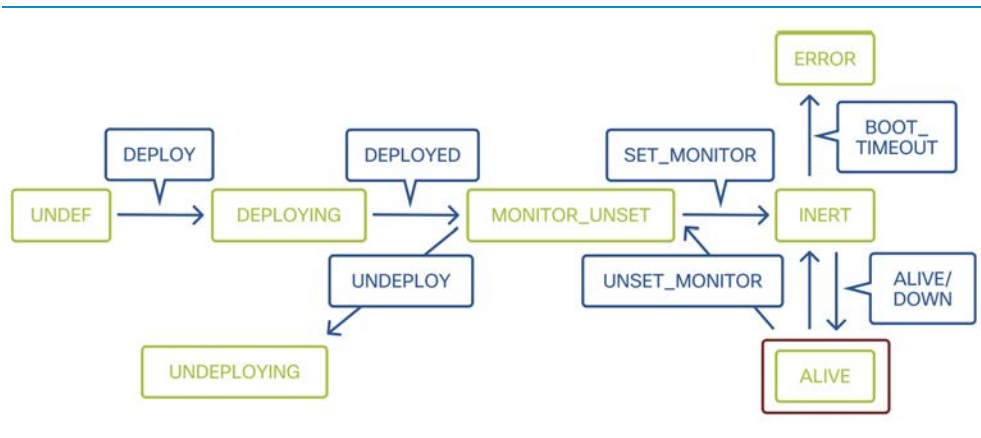 ERROR
BOOT_
TIMEOUT
DEPLOY
DEPLOYED
SET_MONITOR
UNDEF
DEPLOYING
MONITOR_UNSET
INERT
UNDEPLOY
UNSET_MONITOR
ALIVE/
DOWN
UNDEPLOYING
ALIVE